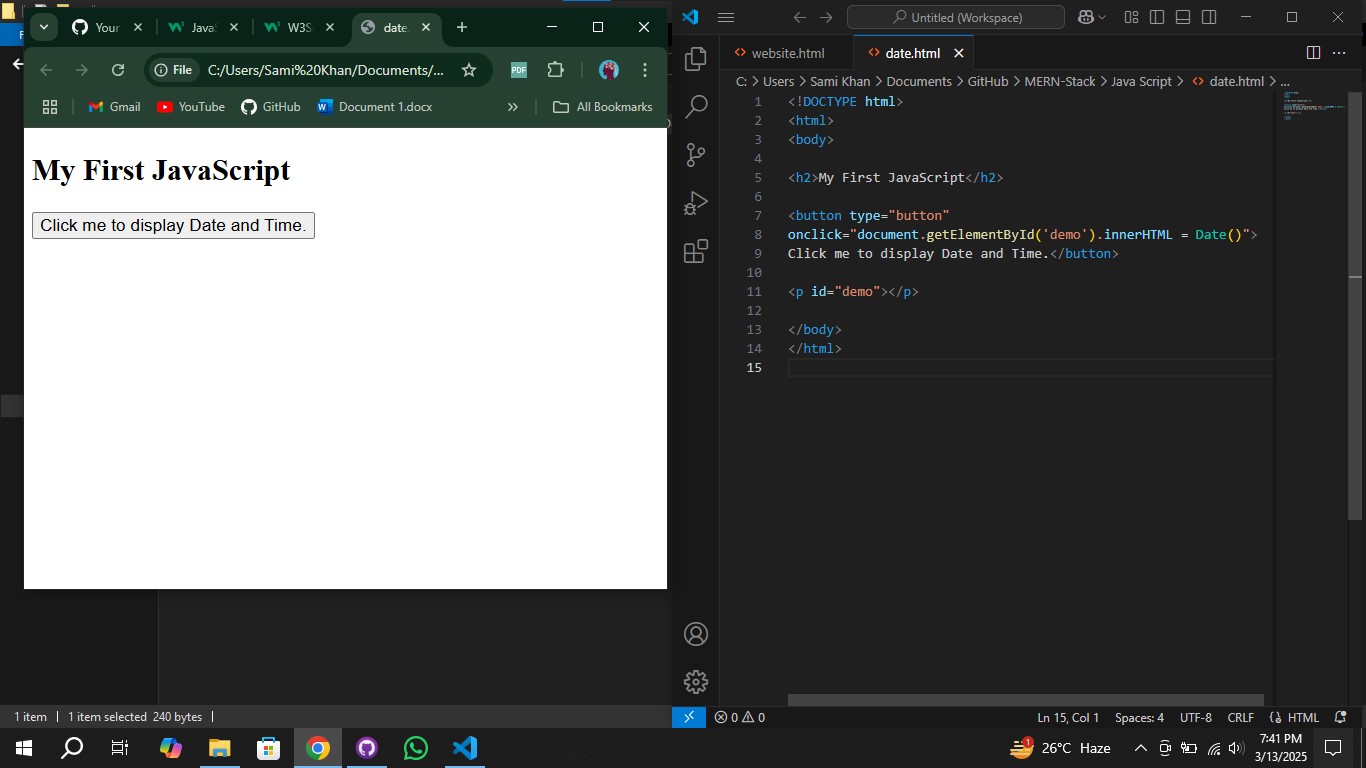 Your
Java
W3S
date.
File
C:/Users/Sami%20Khan/Documents/...
PDF
Gmail
YouTube
GitHub
Document 1.docx
»
All Bookmarks
My First JavaScript
Click me to display Date and Time.
1 item
1 item selected 240 bytes
Untitled (Workspace)
website.html
date.html
C: > Users > Sami Khan > Documents > GitHub > MERN-Stack > Java Script > <> date.html > ...
1 <!DOCTYPE html>
2 <html>
3 <body>
4
5 <h2>My First JavaScript</h2>
6
7 <button type="button"
8 onclick="document.getElementById('demo').innerHTML = Date()">
9 Click me to display Date and Time.</button>
10
11 <p id="demo"></p>
12
13 </body>
14 </html>
15
0 0
Ln 15, Col 1
Spaces: 4
UTF-8
CRLF
{} HTML
1
26°C Haze
7:41 PM
3/13/2025